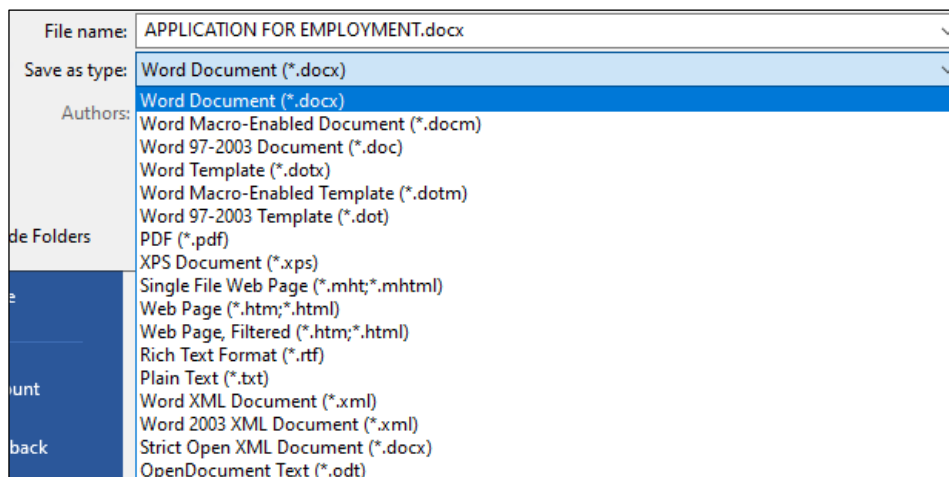 File name: APPLICATION FOR EMPLOYMENT.docx
Save as type: Word Document (*.docx)
Authors:
Word Document (*.docx)
Word Macro-Enabled Document (*.docm)
Word 97-2003 Document (*.doc)
Word Template (*.dotx)
Word Macro-Enabled Template (*.dotm)
Word 97-2003 Template (*.dot)
PDF (*.pdf)
XPS Document (*.xps)
Single File Web Page (*.mht;*.mhtml)
Web Page (*.htm;*.html)
Web Page, Filtered (*.htm;*.html)
Rich Text Format (*.rtf)
Plain Text (*.txt)
Word XML Document (*.xml)
Word 2003 XML Document (*.xml)
Strict Open XML Document (*.docx)
OpenDocument Text (*.odt)
de Folders
e
ount
back